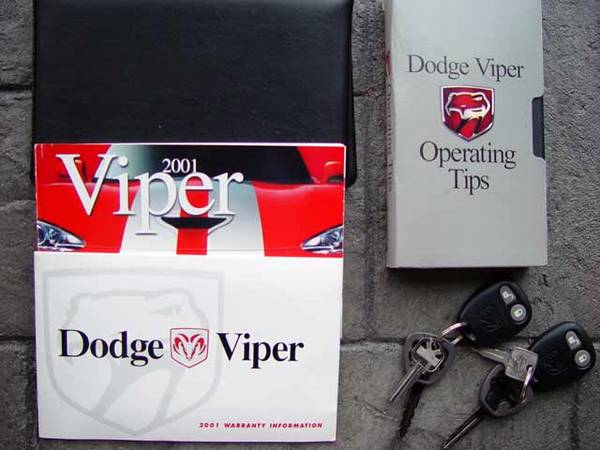 2001
Viper
Dodge Viper
2001 WARRANTY INFORMATION
Dodge Viper
Operating
Tips